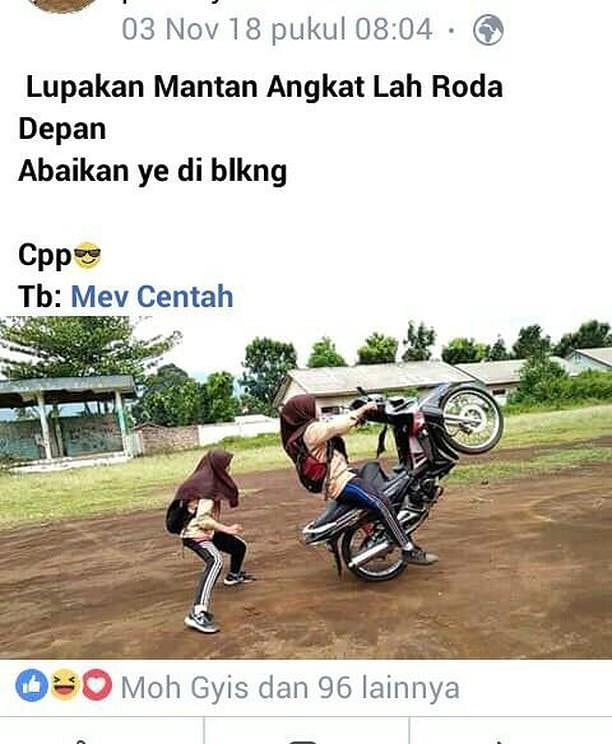 03 Nov 18 pukul 08:04 ·
Lupakan Mantan Angkat Lah Roda
Depan
Abaikan ye di blkng
Cpp😎
Tb: Mev Centah
Moh Gyis dan 96 lainnya